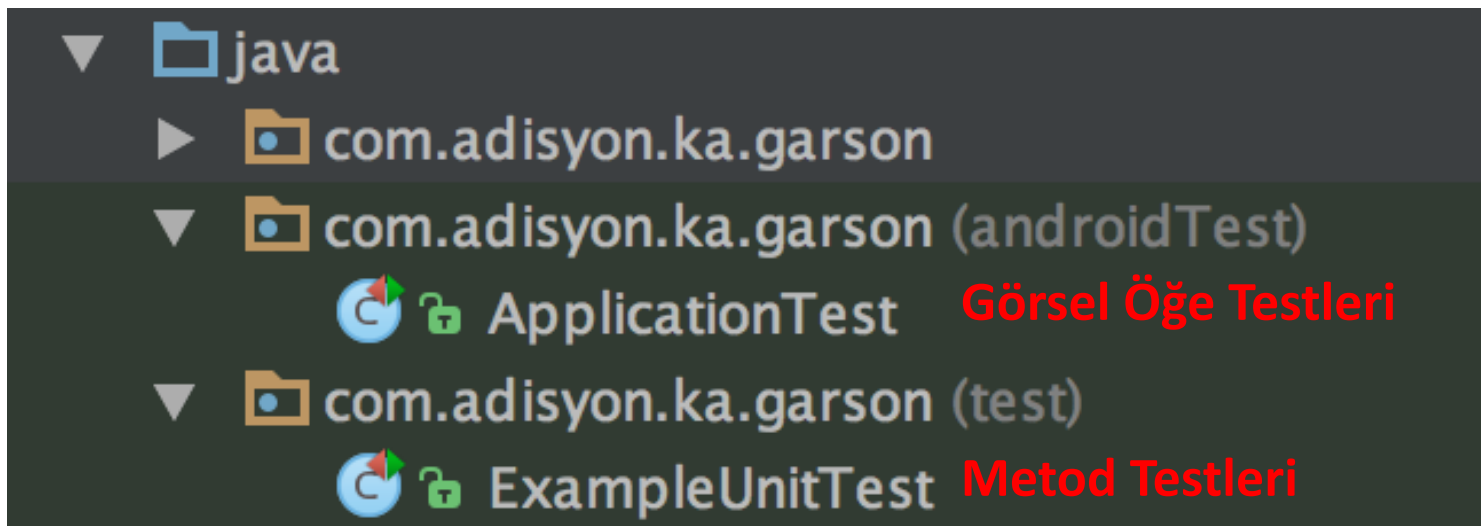 java
com.adisyon.ka.garson
com.adisyon.ka.garson (androidTest)
C T ApplicationTest Görsel Öğe Testleri
com.adisyon.ka.garson (test)
C T ExampleUnitTest Metod Testleri